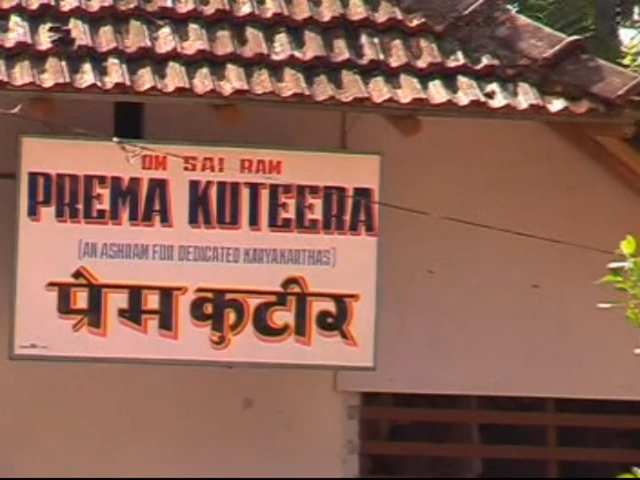 OM SAI RAM
PREMA KUTEERA
(AN ASHRAM FOR DEDICATED KARYAKARTHAS)
प्रेम कुटीर